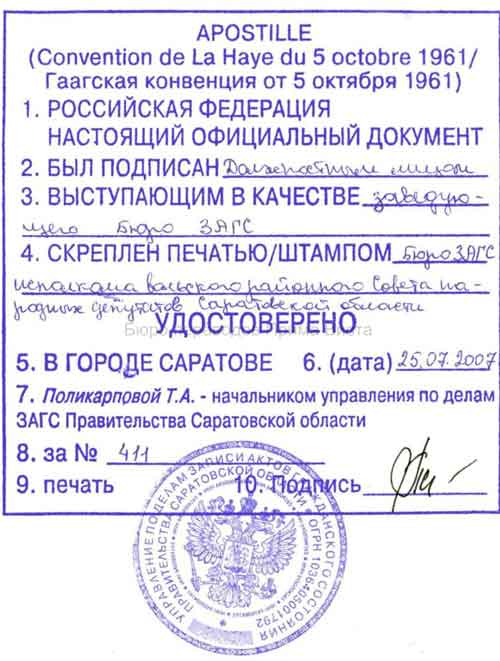 APOSTILLE
(Convention de La Haye du 5 octobre 1961/
Гаагская конвенция от 5 октября 1961)
1. РОССИЙСКАЯ ФЕДЕРАЦИЯ
НАСТОЯЩИЙ ОФИЦИАЛЬНЫЙ ДОКУМЕНТ
2. БЫЛ ПОДПИСАН Должностным лицом
3. ВЫСТУПАЮЩИМ В КАЧЕСТВЕ заведую-
щего Бюро ЗАГС
4. СКРЕПЛЕН ПЕЧАТЬЮ/ШТАМПОМ Бюро ЗАГС
исполкома вольского районного Совета на-
родных депутатов Саратовской области
УДОСТОВЕРЕНО
5. В ГОРОДЕ САРАТОВЕ 6. (дата) 25.07.2007
7. Поликарповой Т.А. - начальником управления по делам
ЗАГС Правительства Саратовской области
8. за № 411
9. печать 10. Подпись
УПРАВЛЕНИЕ ПО ДЕЛАМ ЗАПИСИ АКТОВ ГРАЖДАНСКОГО СОСТОЯНИЯ
ПРАВИТЕЛЬСТВА САРАТОВСКОЙ ОБЛАСТИ ОГРН 1036405001792